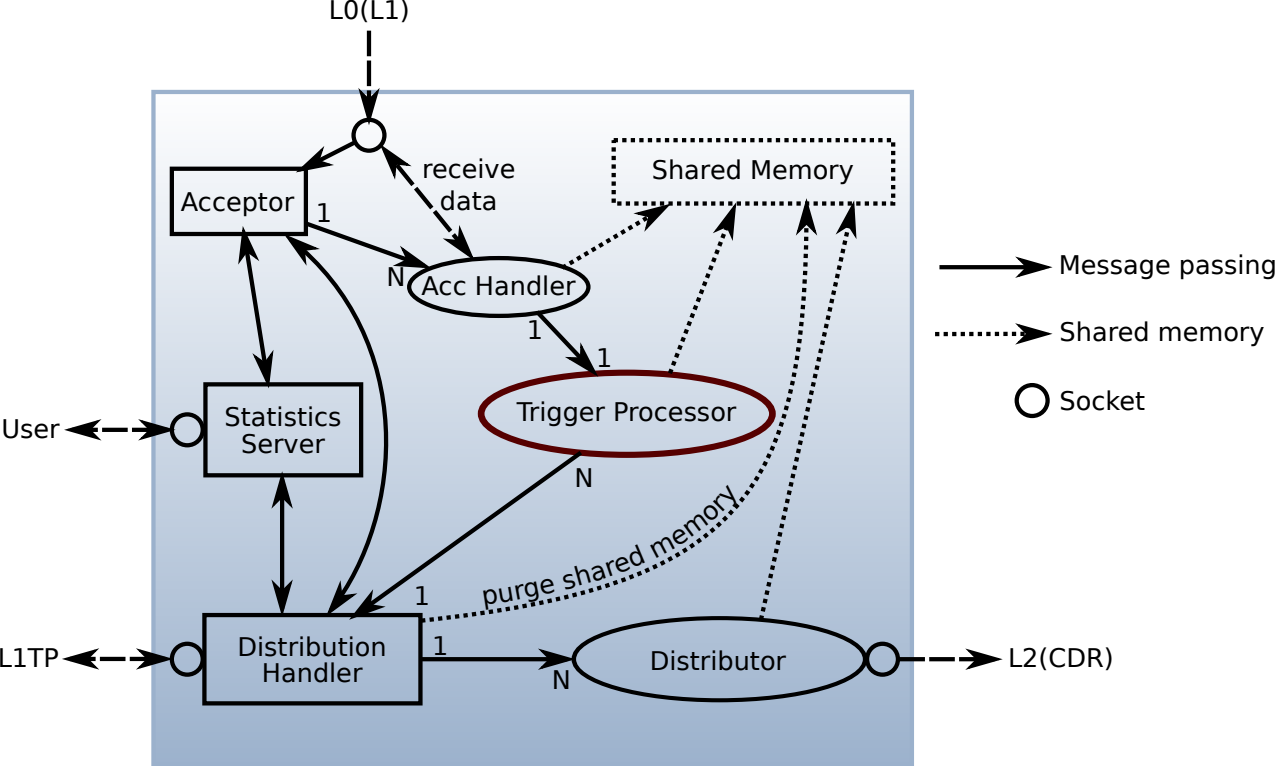 L0(L1)
receive
data
Shared Memory
Acceptor
1
N
Acc Handler
1
1
Message passing
Shared memory
Socket
User
Statistics
Server
Trigger Processor
N
purge shared memory
1
L1TP
Distribution
Handler
1
N
Distributor
L2(CDR)